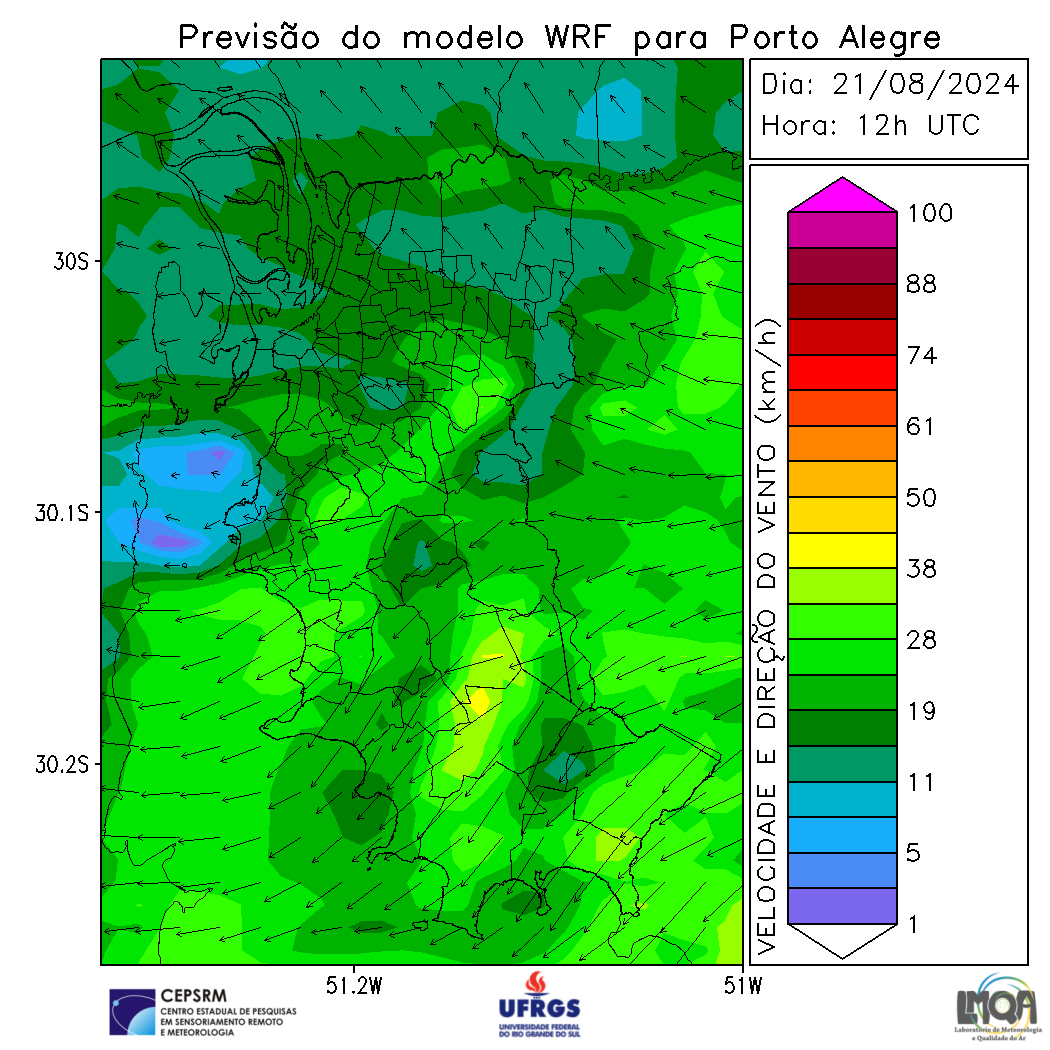 Previsão do modelo WRF para Porto Alegre
Dia: 21/08/2024
Hora: 12h UTC
30S
30.1S
30.2S
51.2W
51W
VELOCIDADE E DIREÇÃO DO VENTO (km/h)
100
88
74
61
50
38
28
19
11
5
1
CEPSRM
CENTRO ESTADUAL DE PESQUISAS
EM SENSORIAMENTO REMOTO
E METEOROLOGIA
UFRGS
UNIVERSIDADE FEDERAL
DO RIO GRANDE DO SUL
LMQA
Laboratório de Meteorologia
e Qualidade do Ar